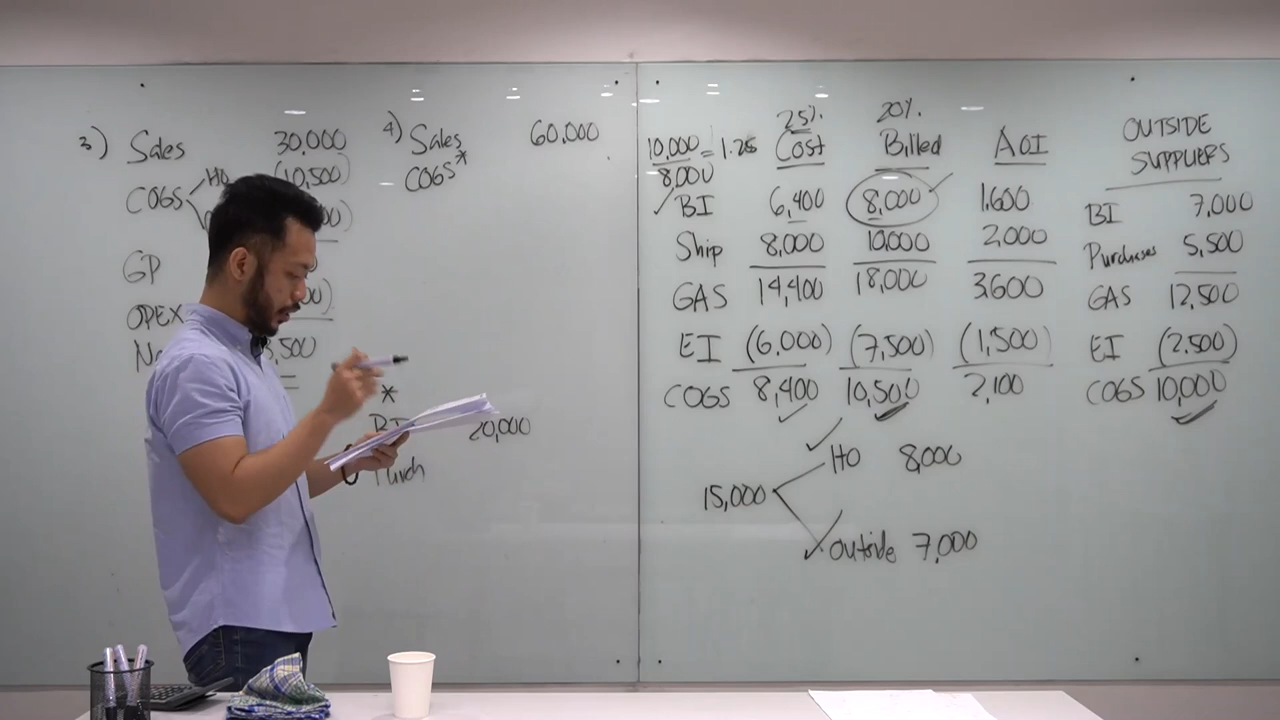 3) Sales 30,000
COGS HO (10,500)
GP
OPEX
,500
4) Sales 60,000
COGS*
*
BI 20,000
Purch
10,000 / 8,000 = 1.25
25% 20%
Cost Billed AOI
BI 6,400 8,000 1,600
Ship 8,000 10,000 2,000
GAS 14,400 18,000 3,600
EI (6,000) (7,500) (1,500)
COGS 8,400 10,500 2,100
HO 8,000
15,000
Outside 7,000
OUTSIDE
SUPPLIERS
BI 7,000
Purchases 5,500
GAS 12,500
EI (2,500)
COGS 10,000